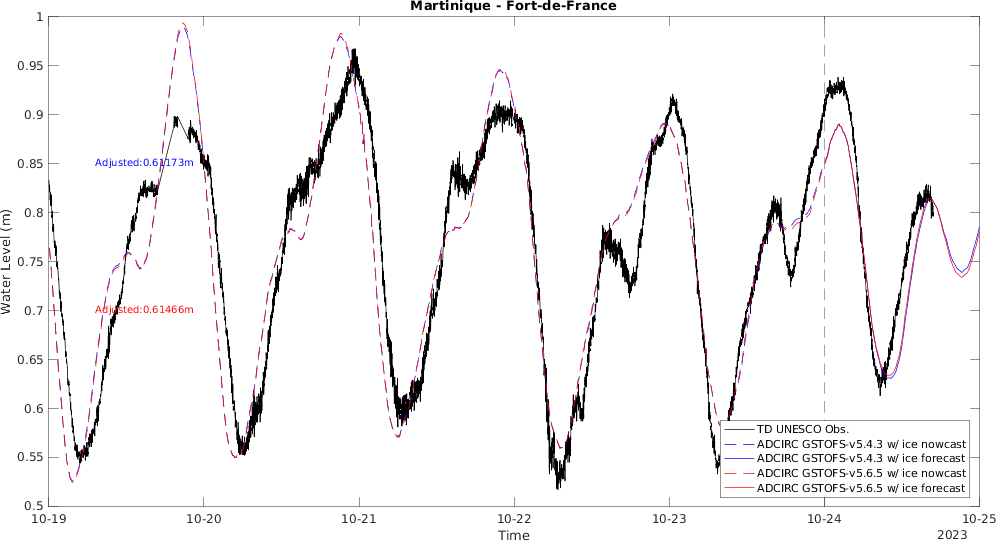 Martinique - Fort-de-France
1
0.95
0.9
0.85
0.8
0.75
0.7
0.65
0.6
0.55
0.5
Water Level (m)
Adjusted:0.61173m
Adjusted:0.61466m
TD UNESCO Obs.
ADCIRC GSTOFS-v5.4.3 w/ ice nowcast
ADCIRC GSTOFS-v5.4.3 w/ ice forecast
ADCIRC GSTOFS-v5.6.5 w/ ice nowcast
ADCIRC GSTOFS-v5.6.5 w/ ice forecast
10-19 10-20 10-21 10-22 10-23 10-24 10-25
Time
2023